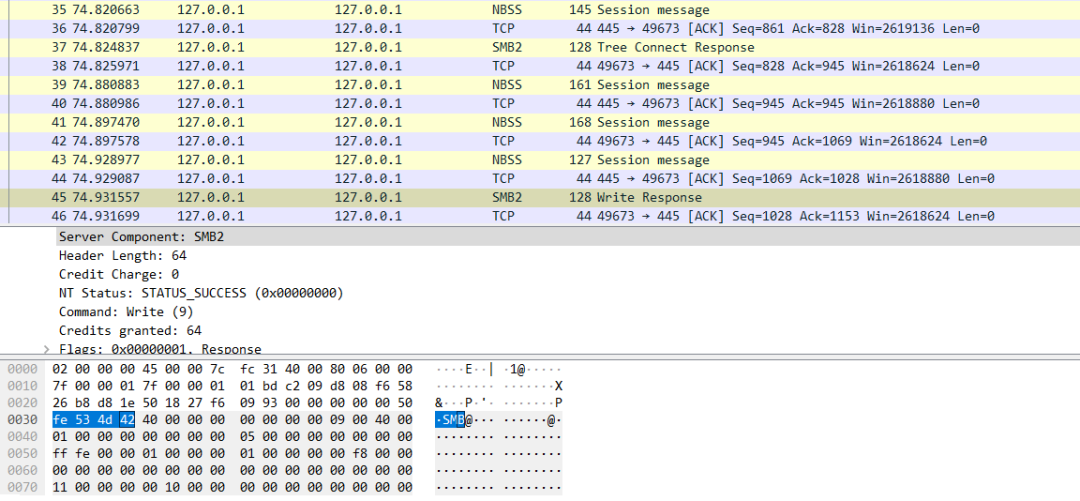 35 74.820663 127.0.0.1 127.0.0.1 NBSS 145 Session message
36 74.820799 127.0.0.1 127.0.0.1 TCP 44 445 → 49673 [ACK] Seq=861 Ack=828 Win=2619136 Len=0
37 74.824837 127.0.0.1 127.0.0.1 SMB2 128 Tree Connect Response
38 74.825971 127.0.0.1 127.0.0.1 TCP 44 49673 → 445 [ACK] Seq=828 Ack=945 Win=2618624 Len=0
39 74.880883 127.0.0.1 127.0.0.1 NBSS 161 Session message
40 74.880986 127.0.0.1 127.0.0.1 TCP 44 445 → 49673 [ACK] Seq=945 Ack=945 Win=2618880 Len=0
41 74.897470 127.0.0.1 127.0.0.1 NBSS 168 Session message
42 74.897578 127.0.0.1 127.0.0.1 TCP 44 49673 → 445 [ACK] Seq=945 Ack=1069 Win=2618624 Len=0
43 74.928977 127.0.0.1 127.0.0.1 NBSS 127 Session message
44 74.929087 127.0.0.1 127.0.0.1 TCP 44 445 → 49673 [ACK] Seq=1069 Ack=1028 Win=2618880 Len=0
45 74.931557 127.0.0.1 127.0.0.1 SMB2 128 Write Response
46 74.931699 127.0.0.1 127.0.0.1 TCP 44 49673 → 445 [ACK] Seq=1028 Ack=1153 Win=2618624 Len=0
Server Component: SMB2
Header Length: 64
Credit Charge: 0
NT Status: STATUS_SUCCESS (0x00000000)
Command: Write (9)
Credits granted: 64
> Flags: 0x00000001, Response
0000 02 00 00 00 45 00 00 7c fc 31 40 00 80 06 00 00 ····E··| ·1@·····
0010 7f 00 00 01 7f 00 00 01 01 bd c2 09 d8 08 f6 58 ········ ·······X
0020 26 b8 d8 1e 50 18 27 f6 09 93 00 00 00 00 00 50 &···P·'· ·······P
0030 fe 53 4d 42 40 00 00 00 00 00 00 00 09 00 40 00 ·SMB@··· ······@·
0040 01 00 00 00 00 00 00 00 05 00 00 00 00 00 00 00 ········ ········
0050 ff fe 00 00 01 00 00 00 01 00 00 00 00 f8 00 00 ········ ········
0060 00 00 00 00 00 00 00 00 00 00 00 00 00 00 00 00 ········ ········
0070 11 00 00 00 00 10 00 00 00 00 00 00 00 00 00 00 ········ ········